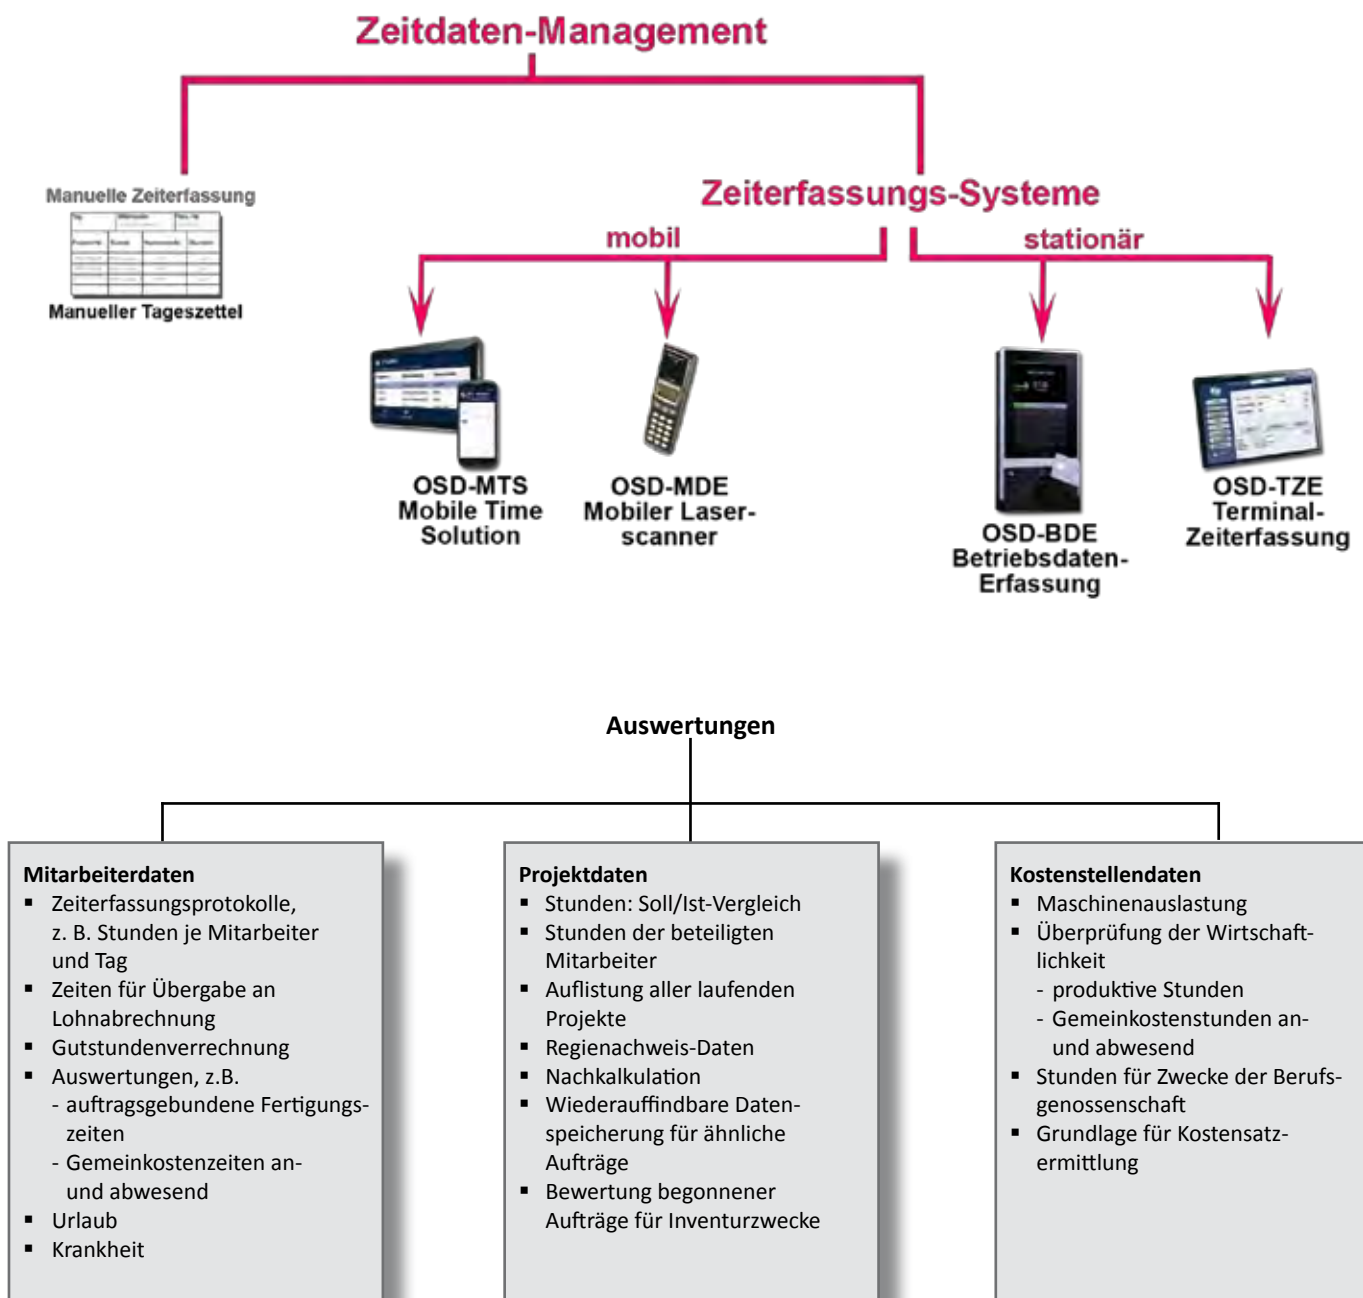 Zeitdaten-Management
Manuelle Zeiterfassung
Manueller Tageszettel
Zeiterfassungs-Systeme
mobil
stationär
OSD-MTS
Mobile Time
Solution
OSD-MDE
Mobiler Laser-
scanner
OSD-BDE
Betriebsdaten-
Erfassung
OSD-TZE
Terminal-
Zeiterfassung
Auswertungen
Mitarbeiterdaten
▪ Zeiterfassungsprotokolle,
z. B. Stunden je Mitarbeiter
und Tag
▪ Zeiten für Übergabe an
Lohnabrechnung
▪ Gutstundenverrechnung
▪ Auswertungen, z.B.
- auftragsgebundene Fertigungs-
zeiten
- Gemeinkostenzeiten an-
und abwesend
▪ Urlaub
▪ Krankheit
Projektdaten
▪ Stunden: Soll/Ist-Vergleich
▪ Stunden der beteiligten
Mitarbeiter
▪ Auflistung aller laufenden
Projekte
▪ Regienachweis-Daten
▪ Nachkalkulation
▪ Wiederauffindbare Daten-
speicherung für ähnliche
Aufträge
▪ Bewertung begonnener
Aufträge für Inventurzwecke
Kostenstellendaten
▪ Maschinenauslastung
▪ Überprüfung der Wirtschaft-
lichkeit
- produktive Stunden
- Gemeinkostenstunden an-
und abwesend
▪ Stunden für Zwecke der Berufs-
genossenschaft
▪ Grundlage für Kostensatz-
ermittlung